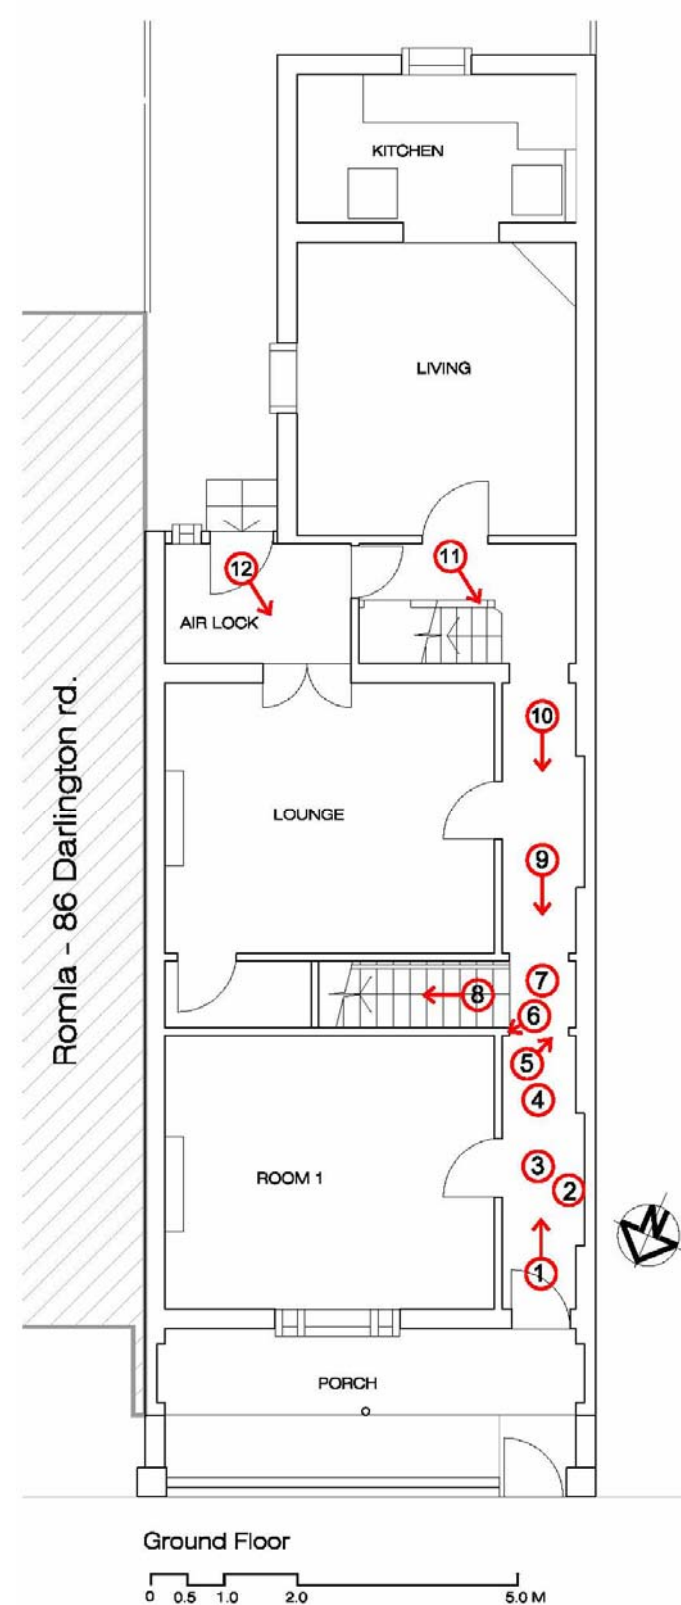 KITCHEN
LIVING
11
12
AIR LOCK
10
Romla - 86 Darlington rd.
LOUNGE
9
7
8
6
5
4
3
ROOM 1
2
N
1
PORCH
Ground Floor
0 0.5 1.0 2.0 5.0 M